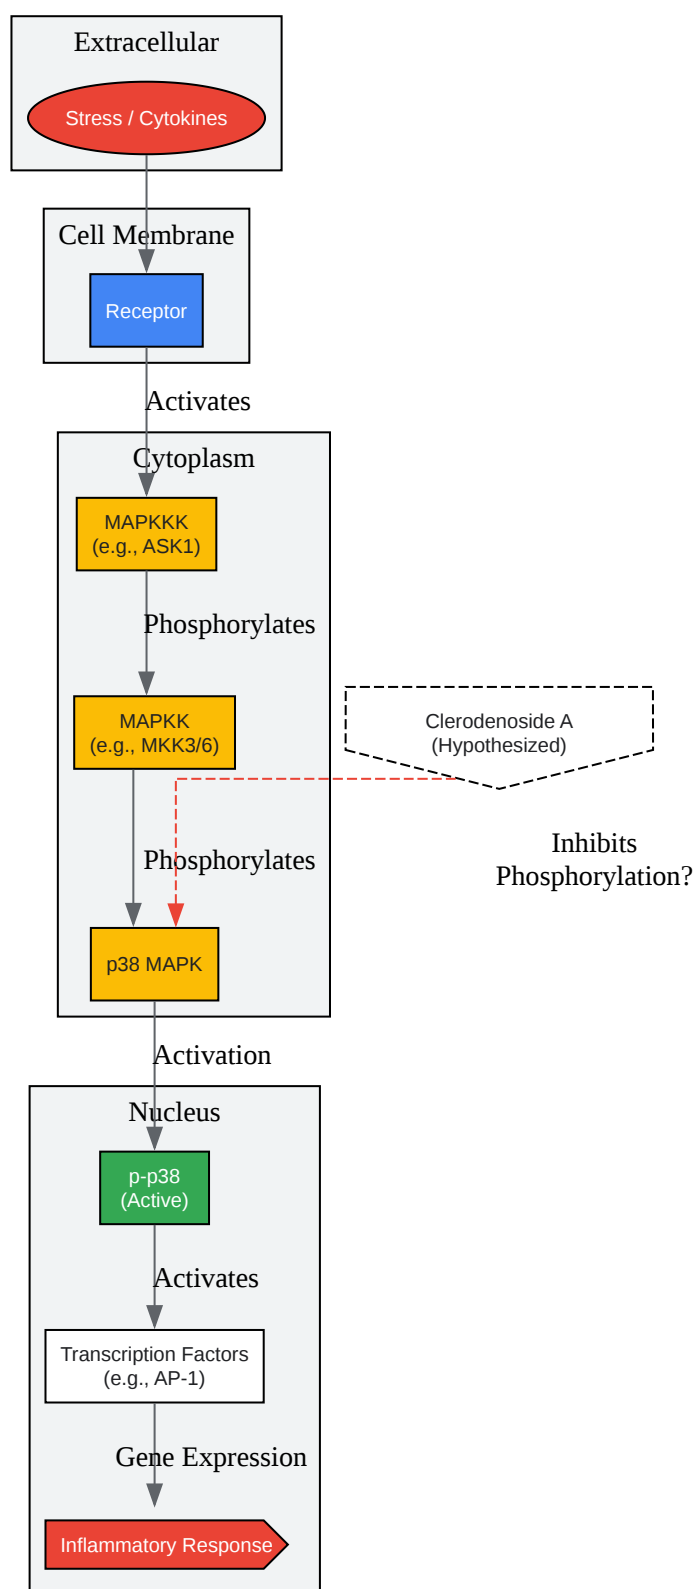 Extracellular
Stress / Cytokines
Cell Membrane
Receptor
Activates
Cytoplasm
MAPKKK
(e.g., ASK1)
Phosphorylates
MAPKK
(e.g., MKK3/6)
Clerodenoside A
(Hypothesized)
Inhibits
Phosphorylation?
Phosphorylates
p38 MAPK
Activation
Nucleus
p-p38
(Active)
Activates
Transcription Factors
(e.g., AP-1)
Gene Expression
Inflammatory Response